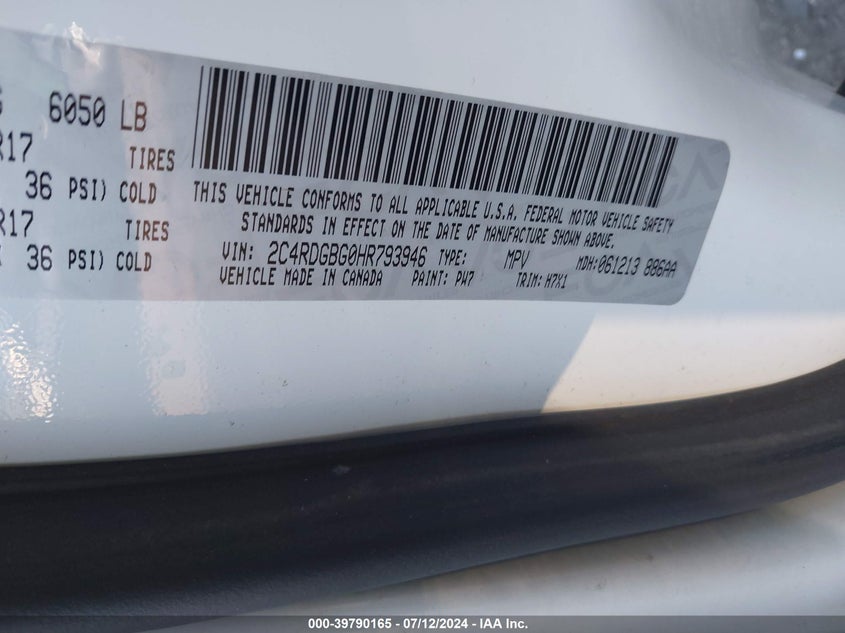 6050 LB
R17 TIRES
36 PSI) COLD
R17 TIRES
36 PSI) COLD
THIS VEHICLE CONFORMS TO ALL APPLICABLE U.S.A. FEDERAL MOTOR VEHICLE SAFETY
STANDARDS IN EFFECT ON THE DATE OF MANUFACTURE SHOWN ABOVE.
VIN: 2C4RDGBG0HR793946 TYPE: MPV MDH:061213 886AA
VEHICLE MADE IN CANADA PAINT: PW7 TRIM: H7X1
000-39790165 - 07/12/2024 - IAA Inc.